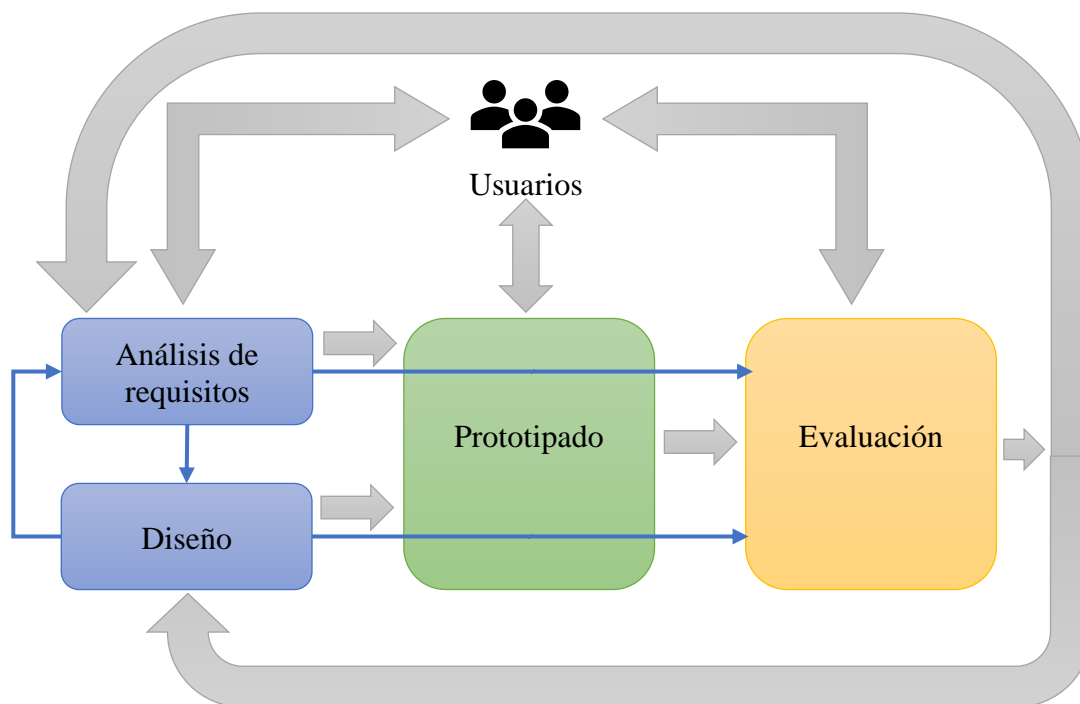 Usuarios
Análisis de
requisitos
Prototipado
Evaluación
Diseño